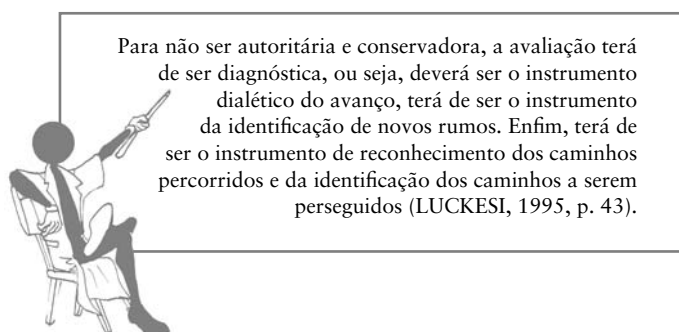 Para não ser autoritária e conservadora, a avaliação terá
de ser diagnóstica, ou seja, deverá ser o instrumento
dialético do avanço, terá de ser o instrumento
da identificação de novos rumos. Enfim, terá de
ser o instrumento de reconhecimento dos caminhos
percorridos e da identificação dos caminhos a serem
perseguidos (LUCKESI, 1995, p. 43).